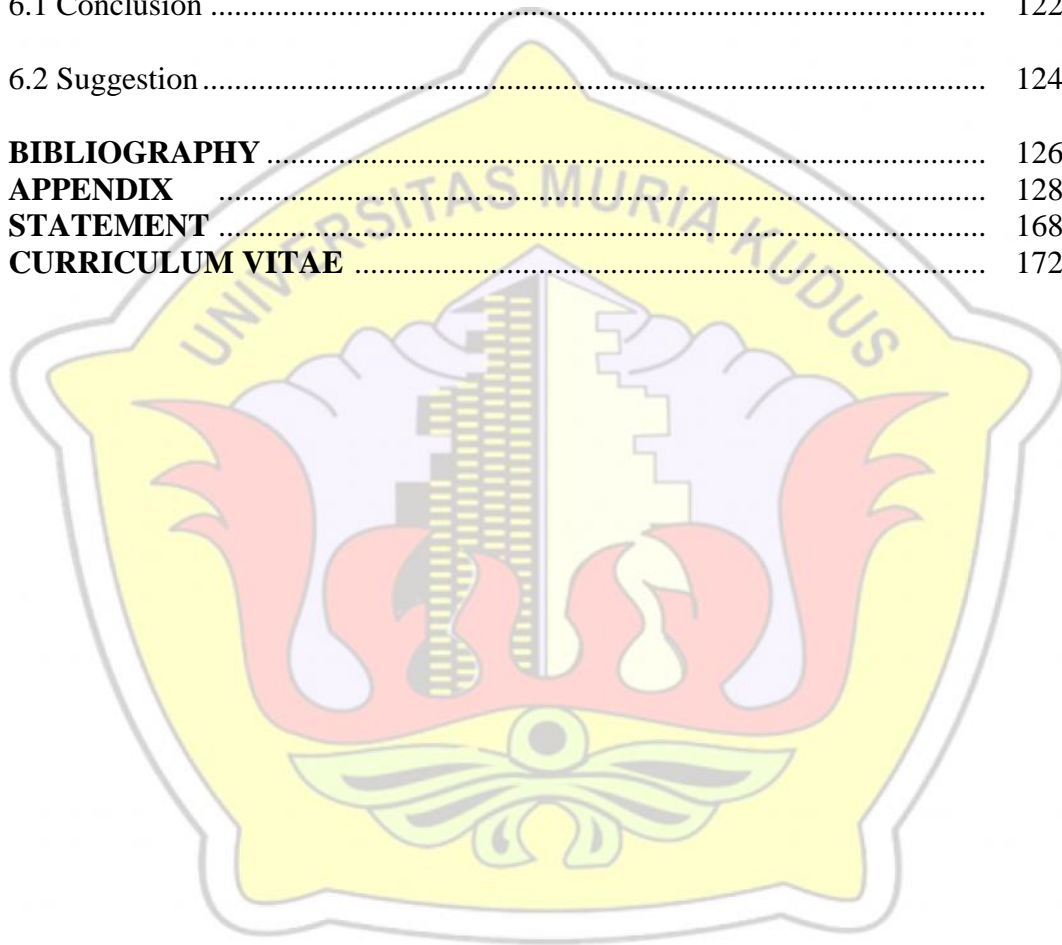 6.1 Conclusion ................................................................................................. 122
6.2 Suggestion .................................................................................................. 124
BIBLIOGRAPHY .......................................................................................... 126
APPENDIX ................................................................................................ 128
STATEMENT ................................................................................................ 168
CURRICULUM VITAE ............................................................................... 172
UNIVERSITAS MURIA KUDUS